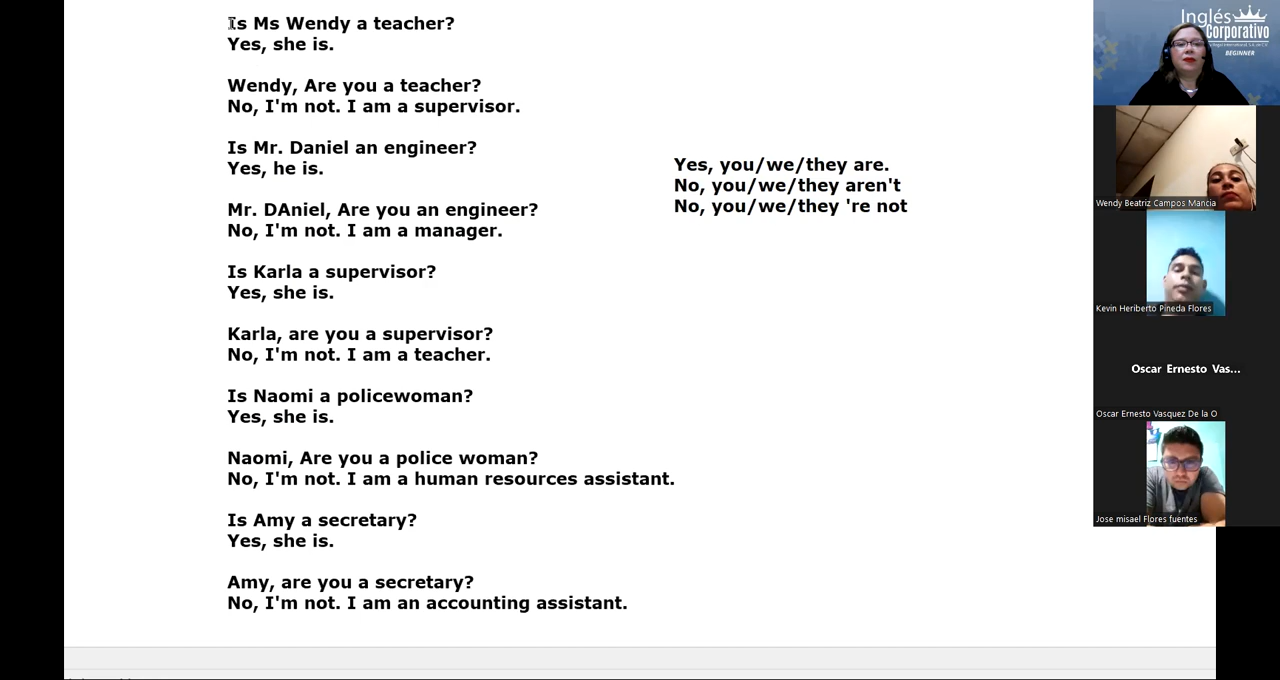 Is Ms Wendy a teacher?
Yes, she is.
Wendy, Are you a teacher?
No, I'm not. I am a supervisor.
Is Mr. Daniel an engineer?
Yes, he is.
Mr. DAniel, Are you an engineer?
No, I'm not. I am a manager.
Is Karla a supervisor?
Yes, she is.
Karla, are you a supervisor?
No, I'm not. I am a teacher.
Is Naomi a policewoman?
Yes, she is.
Naomi, Are you a police woman?
No, I'm not. I am a human resources assistant.
Is Amy a secretary?
Yes, she is.
Amy, are you a secretary?
No, I'm not. I am an accounting assistant.
Yes, you/we/they are.
No, you/we/they aren't
No, you/we/they 're not
Inglés
Corporativo
BEGINNER
Wendy Beatriz Campos Mancia
Kevin Heriberto Pineda Flores
Oscar Ernesto Vas...
Oscar Ernesto Vasquez De la O
Jose misael Flores fuentes